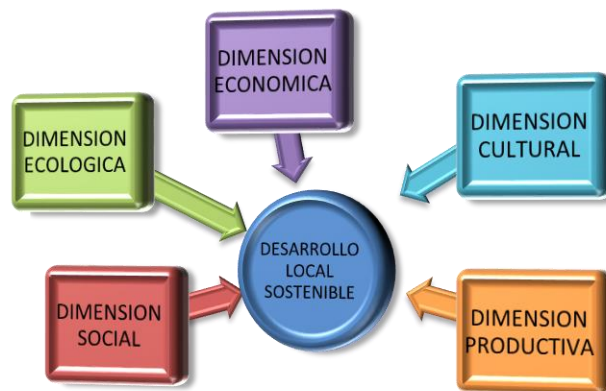 DIMENSION
ECONOMICA
DIMENSION
ECOLOGICA
DIMENSION
CULTURAL
DESARROLLO
LOCAL
SOSTENIBLE
DIMENSION
SOCIAL
DIMENSION
PRODUCTIVA